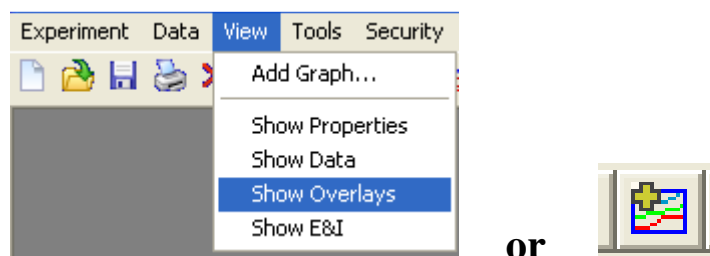 Experiment Data View Tools Security
Add Graph...
Show Properties
Show Data
Show Overlays
Show E&I
or